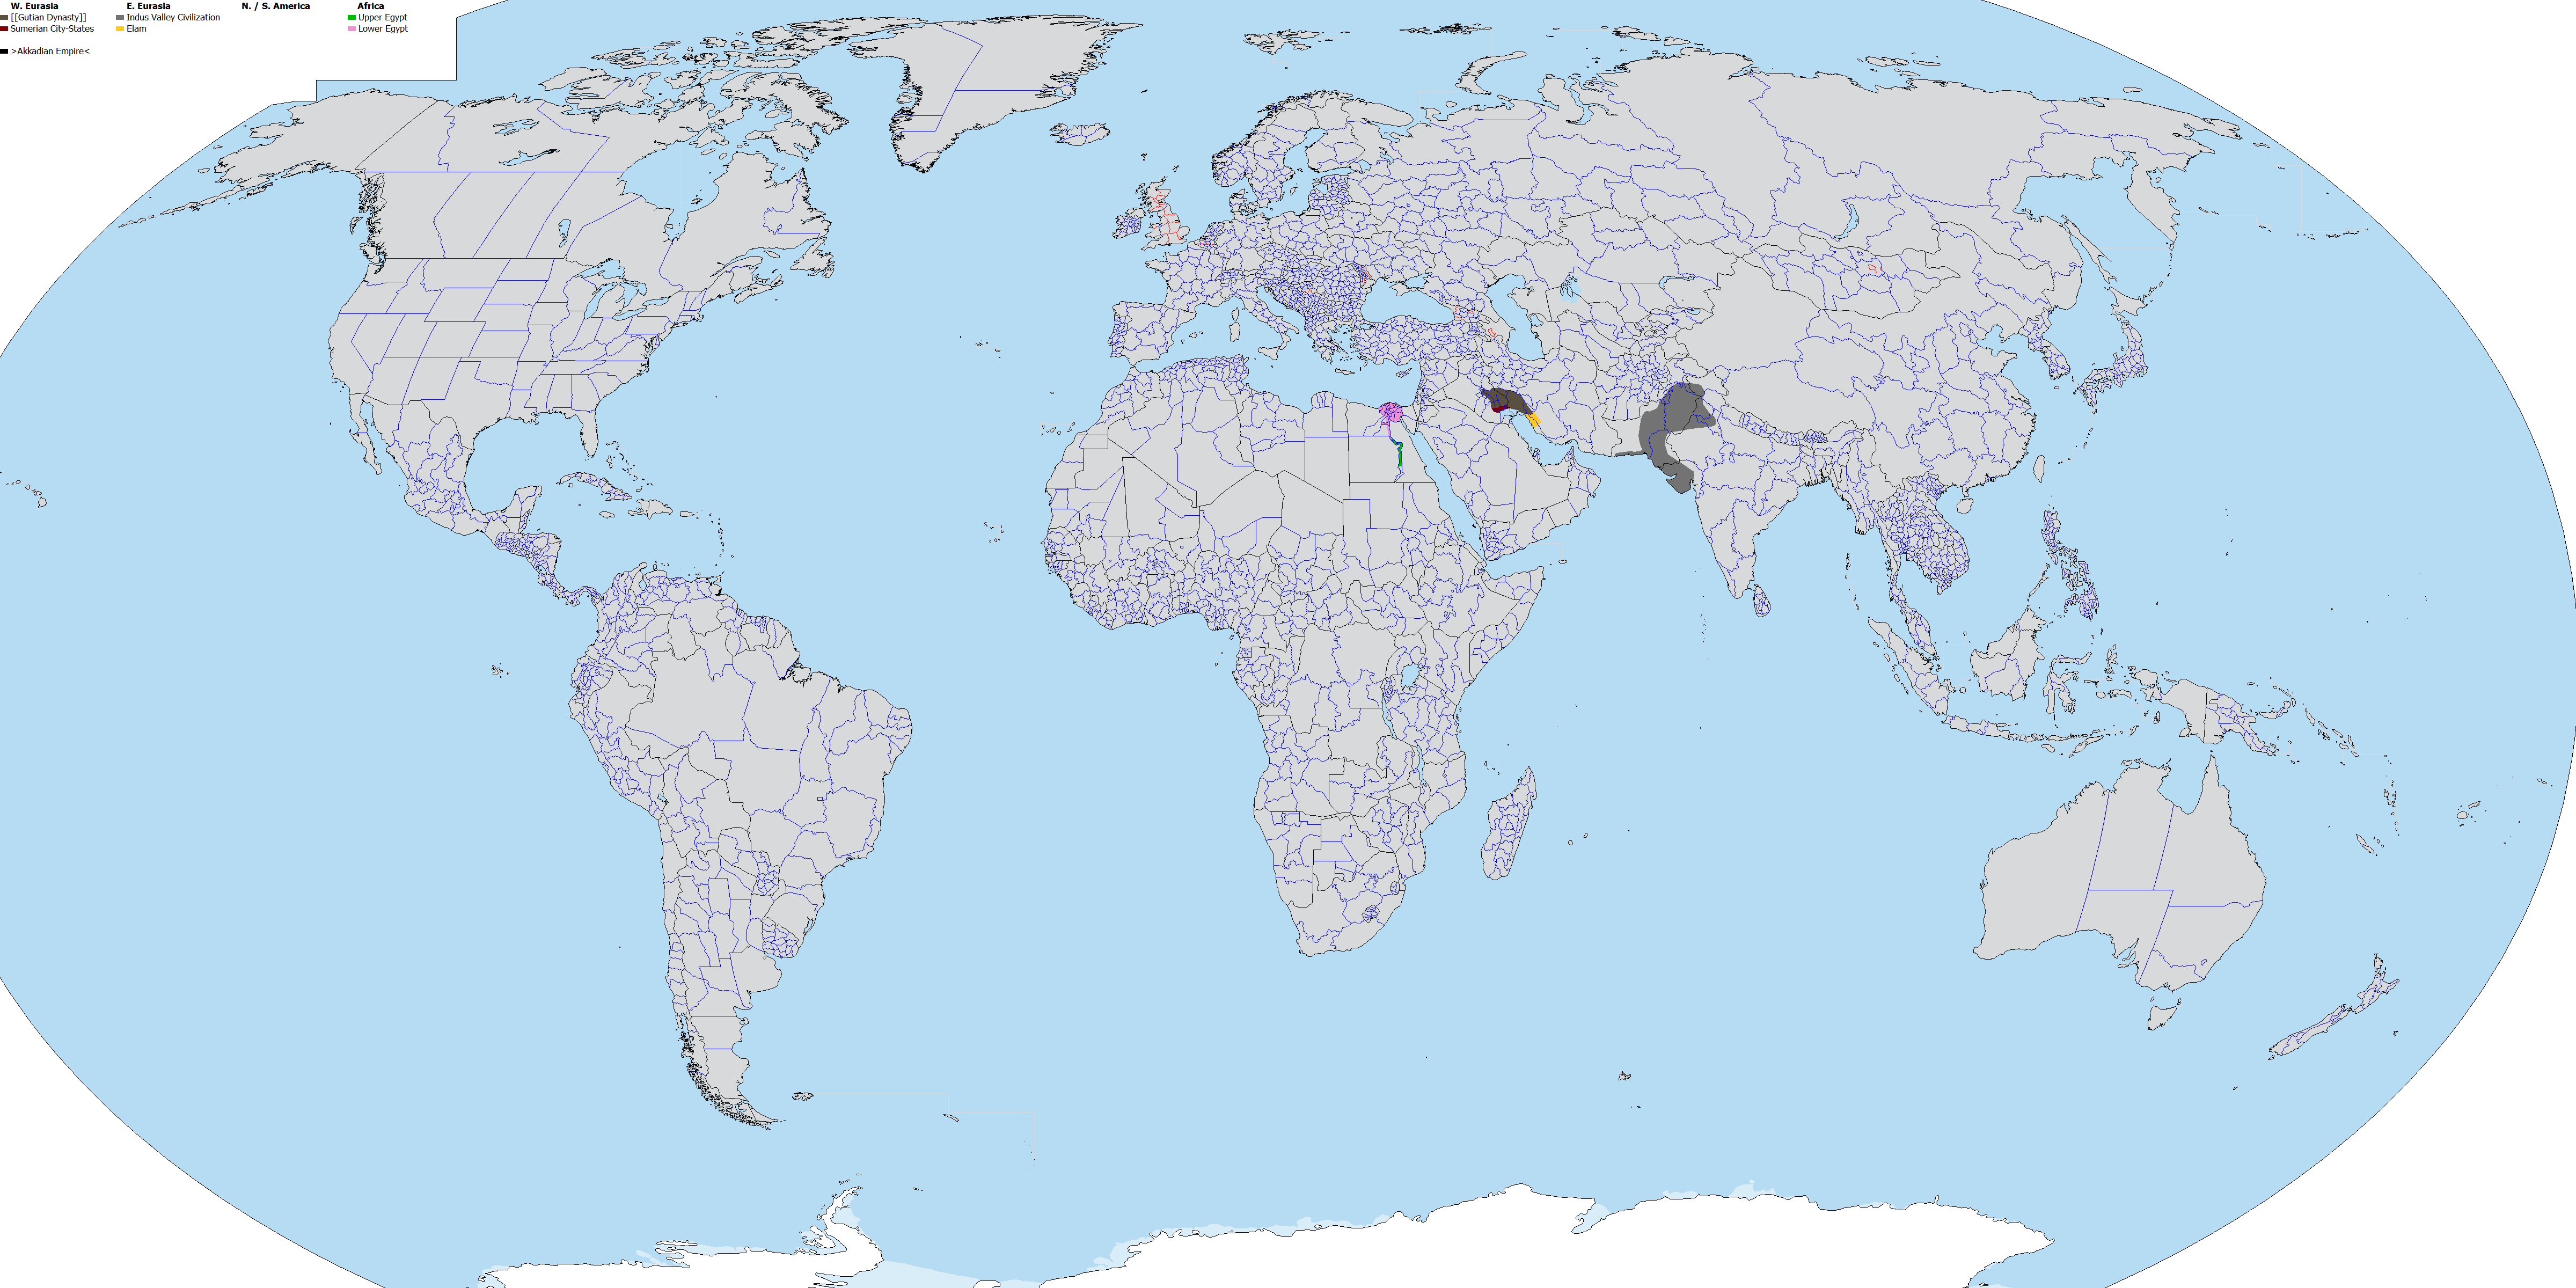 W. Eurasia E. Eurasia N. / S. America Africa
[[Gutian Dynasty]] Indus Valley Civilization Upper Egypt
Sumerian City-States Elam Lower Egypt
>Akkadian Empire<